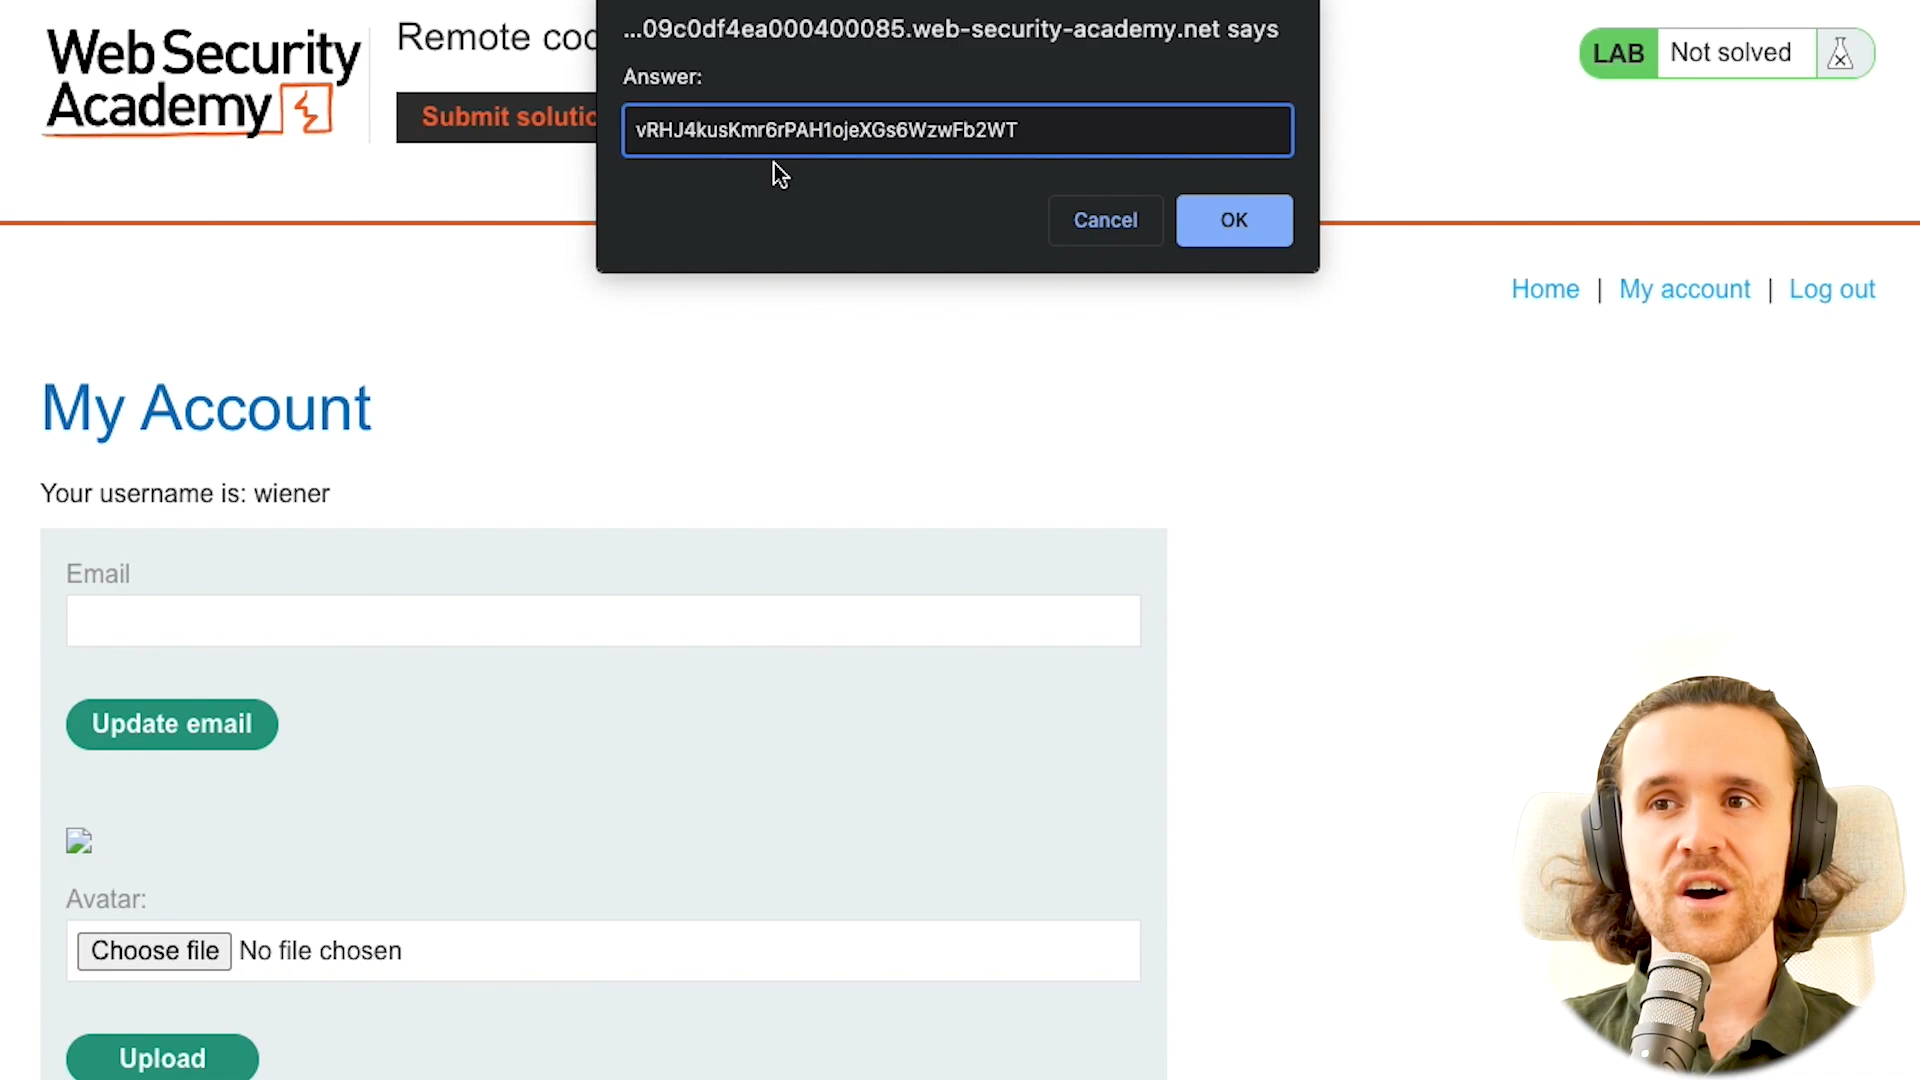 Web Security
Academy
Remote cod
Submit solutio
...09c0df4ea000400085.web-security-academy.net says
Answer:
vRHJ4kusKmr6rPAH1ojeXGs6WzwFb2WT
Cancel
OK
LAB
Not solved
Home | My account | Log out
My Account
Your username is: wiener
Email
Update email
Avatar:
Choose file
No file chosen
Upload